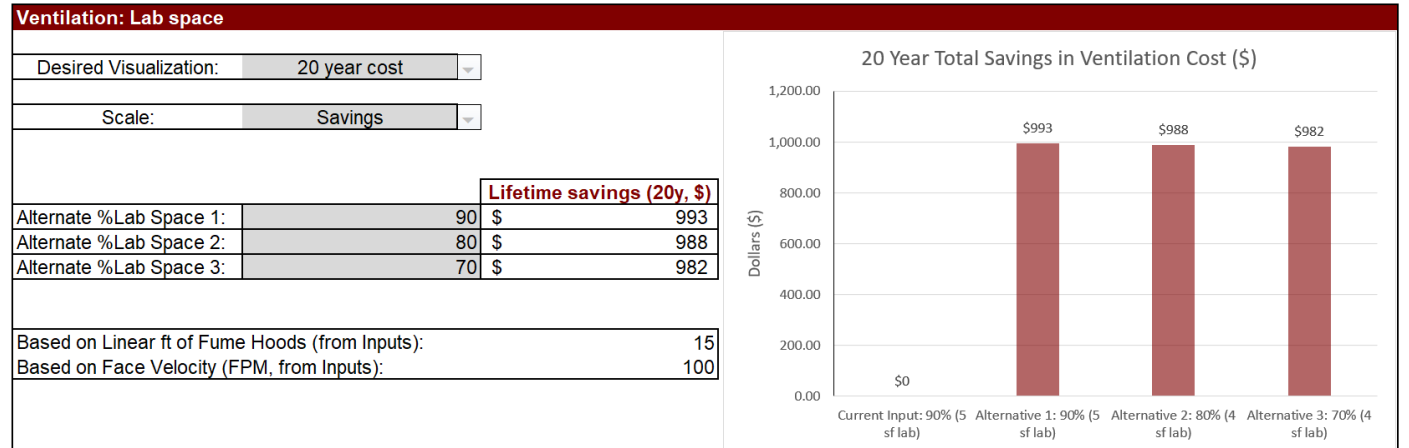 Ventilation: Lab space
Desired Visualization: 20 year cost
Scale: Savings
Lifetime savings (20y, $)
Alternate %Lab Space 1: 90 $ 993
Alternate %Lab Space 2: 80 $ 988
Alternate %Lab Space 3: 70 $ 982
Based on Linear ft of Fume Hoods (from Inputs): 15
Based on Face Velocity (FPM, from Inputs): 100
20 Year Total Savings in Ventilation Cost ($)
Dollars ($)
1,200.00
1,000.00
800.00
600.00
400.00
200.00
0.00
$0
$993
$988
$982
Current Input: 90% (5
sf lab)
Alternative 1: 90% (5
sf lab)
Alternative 2: 80% (4
sf lab)
Alternative 3: 70% (4
sf lab)